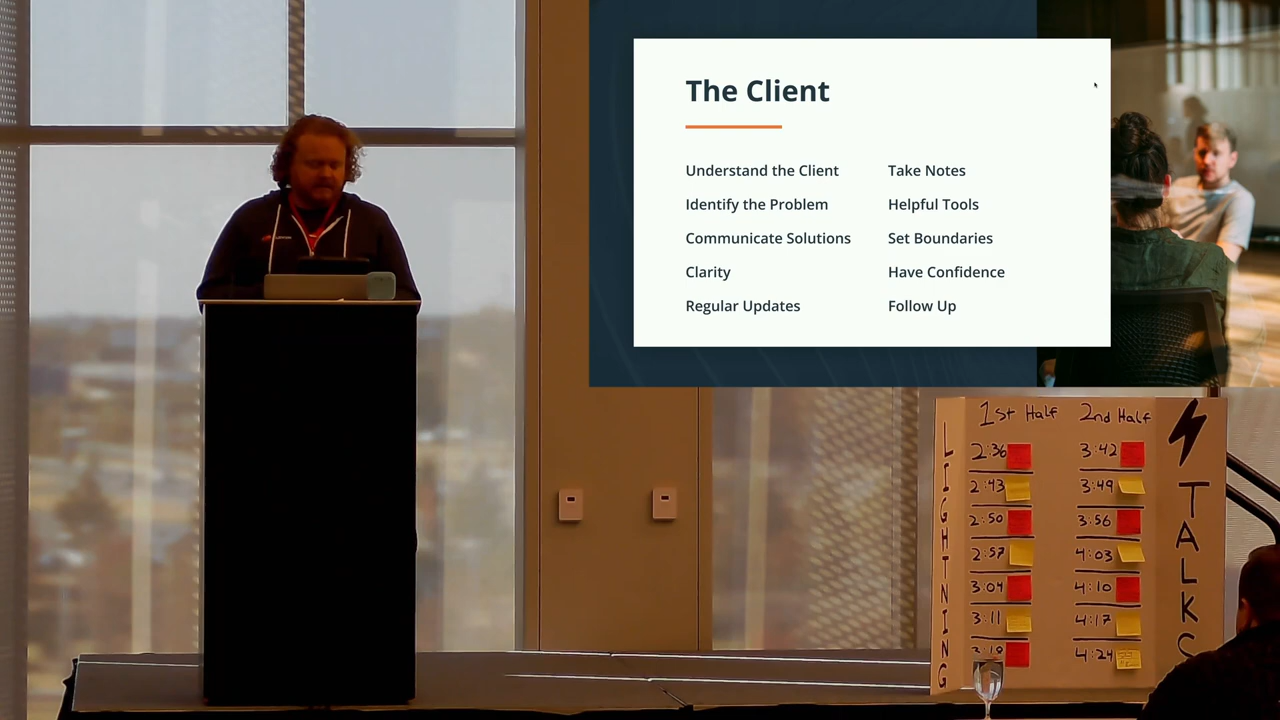 The Client
Understand the Client
Identify the Problem
Communicate Solutions
Clarity
Regular Updates
Take Notes
Helpful Tools
Set Boundaries
Have Confidence
Follow Up
LIGHTNING
1st Half
2:36
2:43
2:50
2:57
3:04
3:11
2nd Half
3:42
3:49
3:56
4:03
4:10
4:17
4:24
TALKS